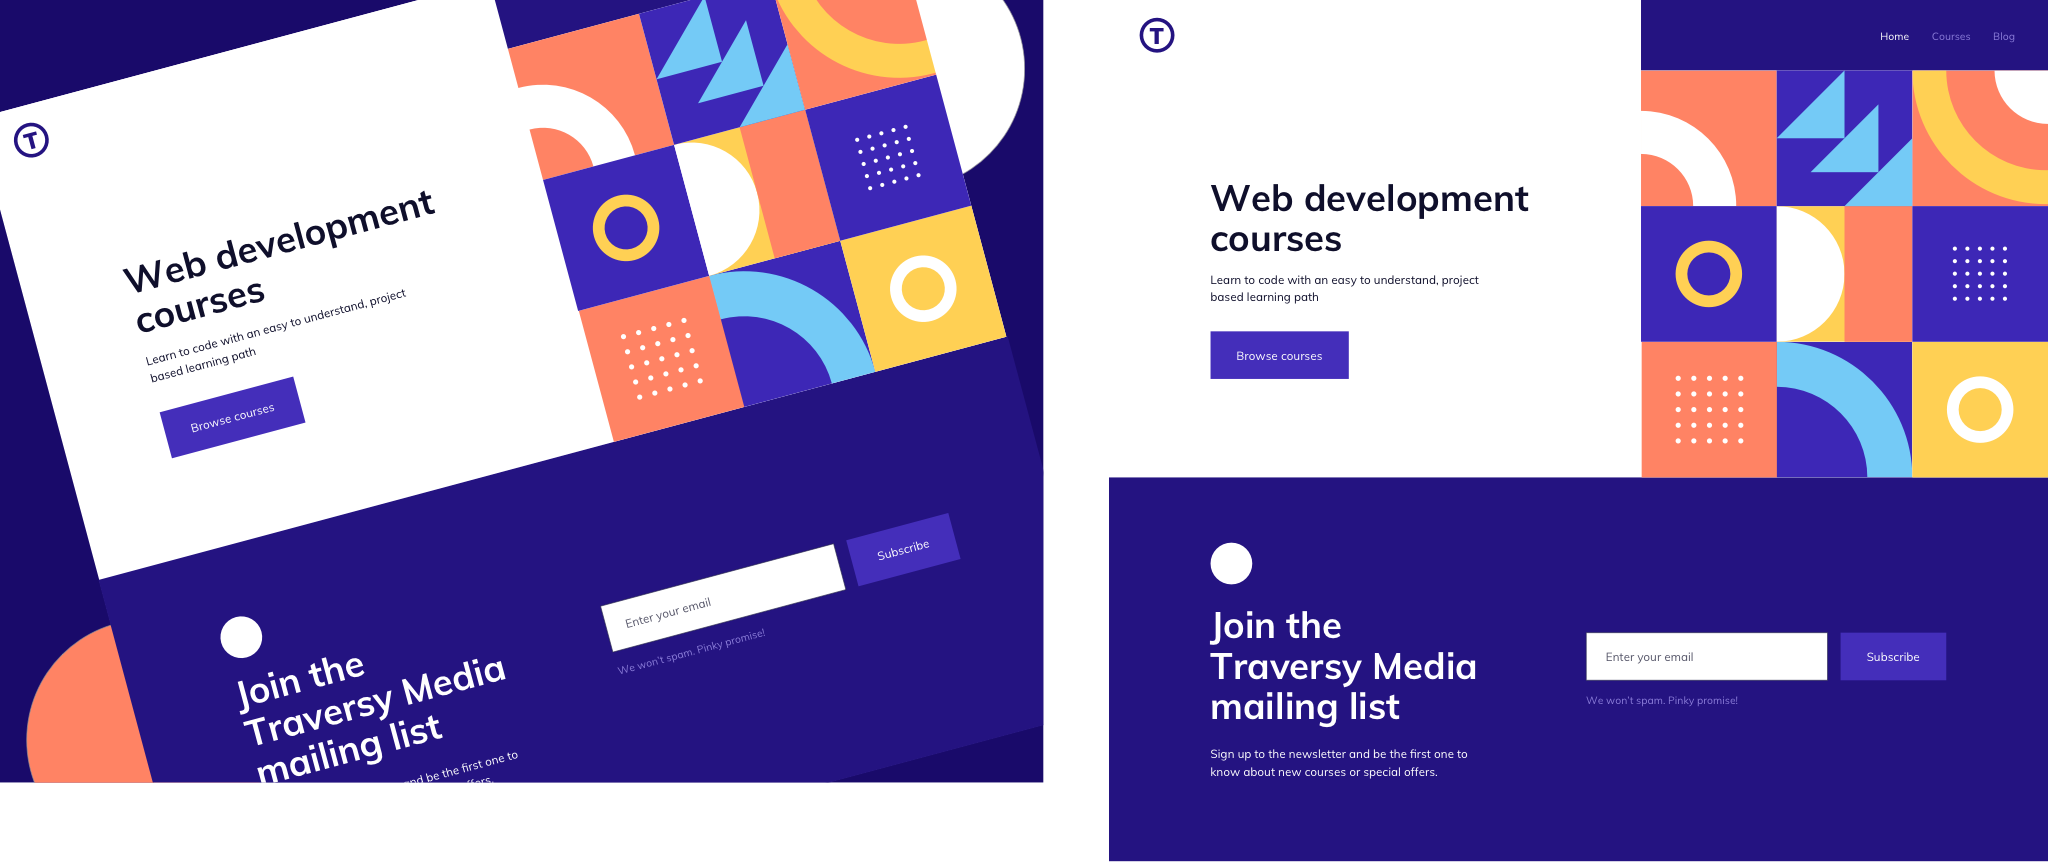 T
Web development
courses
Learn to code with an easy to understand, project
based learning path
Browse courses
Enter your email
Subscribe
We won't spam. Pinky promise!
Join the
Traversy Media
mailing list
and be the first one to
offers.
T
Home Courses Blog
Web development
courses
Learn to code with an easy to understand, project
based learning path
Browse courses
Join the
Traversy Media
mailing list
Sign up to the newsletter and be the first one to
know about new courses or special offers.
Enter your email
Subscribe
We won't spam. Pinky promise!